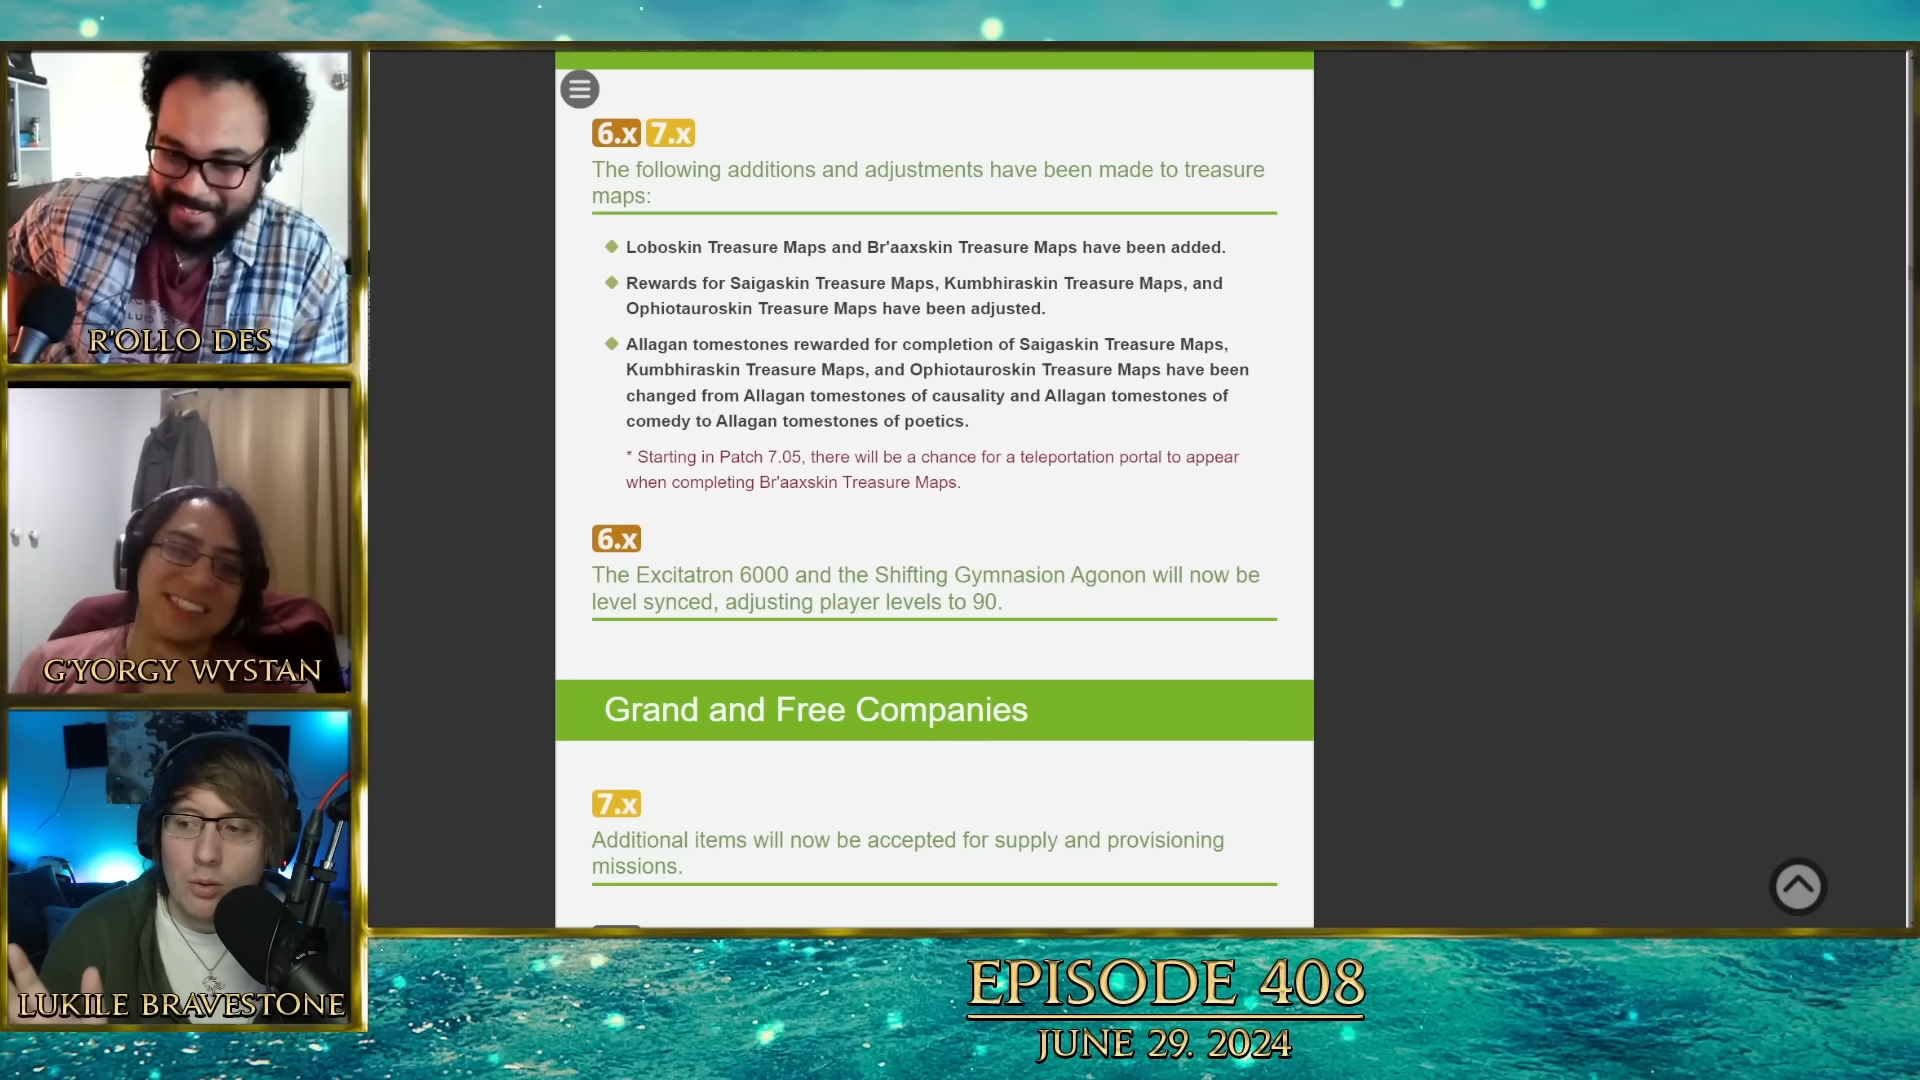 6.x 7.x
The following additions and adjustments have been made to treasure
maps:
Loboskin Treasure Maps and Br'aaxskin Treasure Maps have been added.
Rewards for Saigaskin Treasure Maps, Kumbhiraskin Treasure Maps, and
Ophiotauroskin Treasure Maps have been adjusted.
Allagan tomestones rewarded for completion of Saigaskin Treasure Maps,
Kumbhiraskin Treasure Maps, and Ophiotauroskin Treasure Maps have been
changed from Allagan tomestones of causality and Allagan tomestones of
comedy to Allagan tomestones of poetics.
* Starting in Patch 7.05, there will be a chance for a teleportation portal to appear
when completing Br'aaxskin Treasure Maps.
6.x
The Excitatron 6000 and the Shifting Gymnasion Agonon will now be
level synced, adjusting player levels to 90.
Grand and Free Companies
7.x
Additional items will now be accepted for supply and provisioning
missions.
R'OLLO DES
G'YORGY WYSTAN
LUKILE BRAVESTONE
EPISODE 408
JUNE 29. 2024